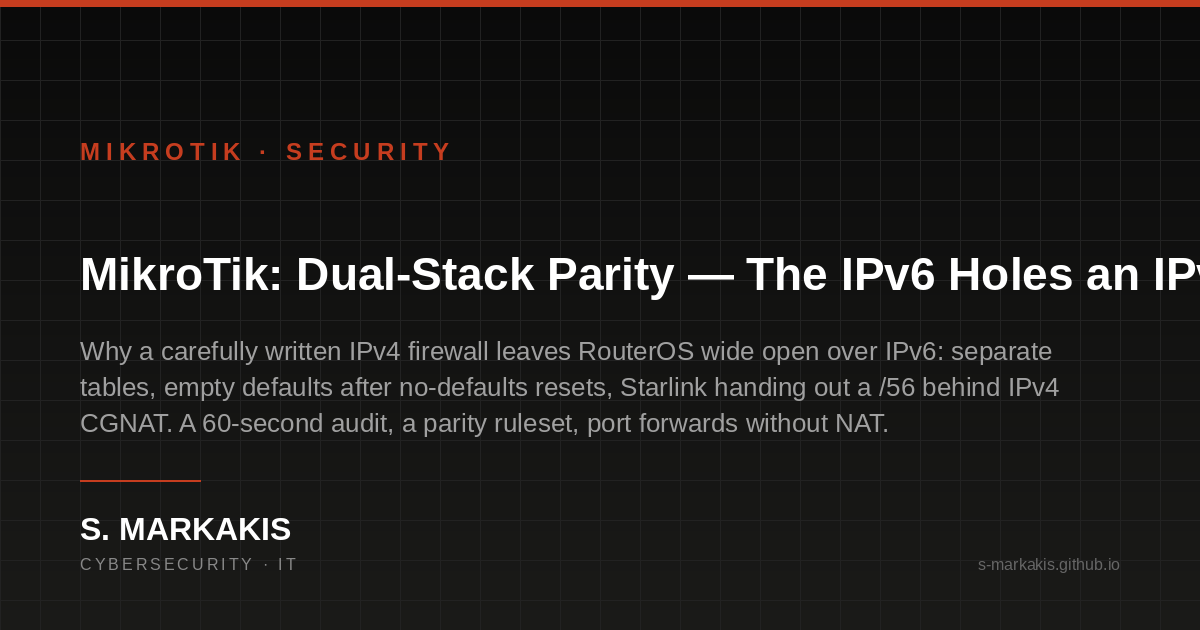 MIKROTIK · SECURITY
MikroTik: Dual-Stack Parity — The IPv6 Holes an
Why a carefully written IPv4 firewall leaves RouterOS wide open over IPv6: separate
tables, empty defaults after no-defaults resets, Starlink handing out a /56 behind IPv4
CGNAT. A 60-second audit, a parity ruleset, port forwards without NAT.
S. MARKAKIS
CYBERSECURITY · IT
s-markakis.github.io